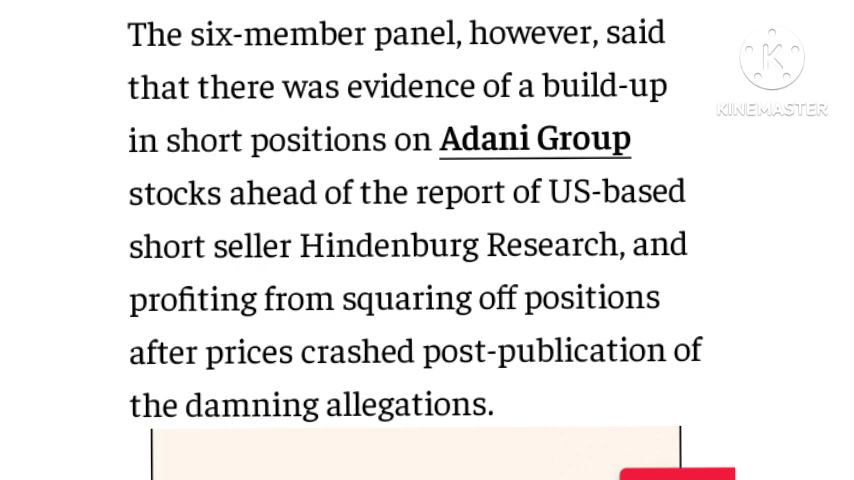 The six-member panel, however, said
that there was evidence of a build-up
in short positions on Adani Group
stocks ahead of the report of US-based
short seller Hindenburg Research, and
profiting from squaring off positions
after prices crashed post-publication of
the damning allegations.
K
KINEMASTER